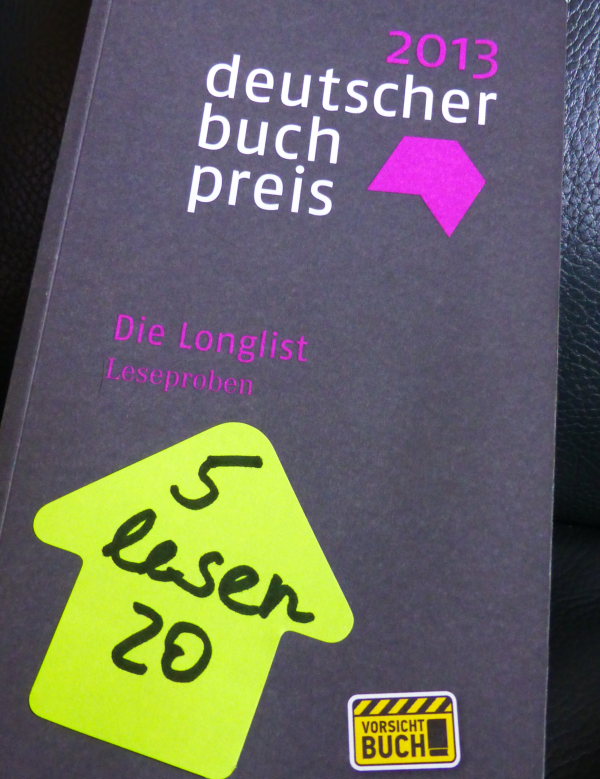 2013
deutscher
buch
preis
Die Longlist
Leseproben
5
lesen
20
VORSICHT
BUCH!